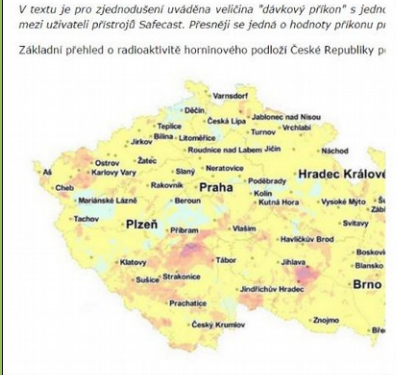 V textu je pro zjednodušení uváděna veličina "dávkový příkon" s jedno
mezi uživateli přístrojů Safecast. Přesněji se jedná o hodnoty příkonu
Základní přehled o radioaktivitě horninového podloží České Republiky
Varnsdorf
Děčín
Teplice
Česká Lípa
Jablonec nad Nisou
Bílina
Litoměřice
Turnov
Vrchlabí
Jirkov
Roudnice nad Labem
Jičín
Náchod
Ostrov
Žatec
Aš
Karlovy Vary
Slaný
Neratovice
Hradec Králové
Cheb
Rakovník
Praha
Poděbrady
Kolín
Mariánské Lázně
Beroun
Kutná Hora
Vysoké Mýto
Tachov
Plzeň
Příbram
Vlašim
Svitavy
Havlíčkův Brod
Klatovy
Tábor
Jihlava
Boskovi
Blansko
Sušice
Strakonice
Jindřichův Hradec
Brno
Prachatice
Český Krumlov
Znojmo
Bře